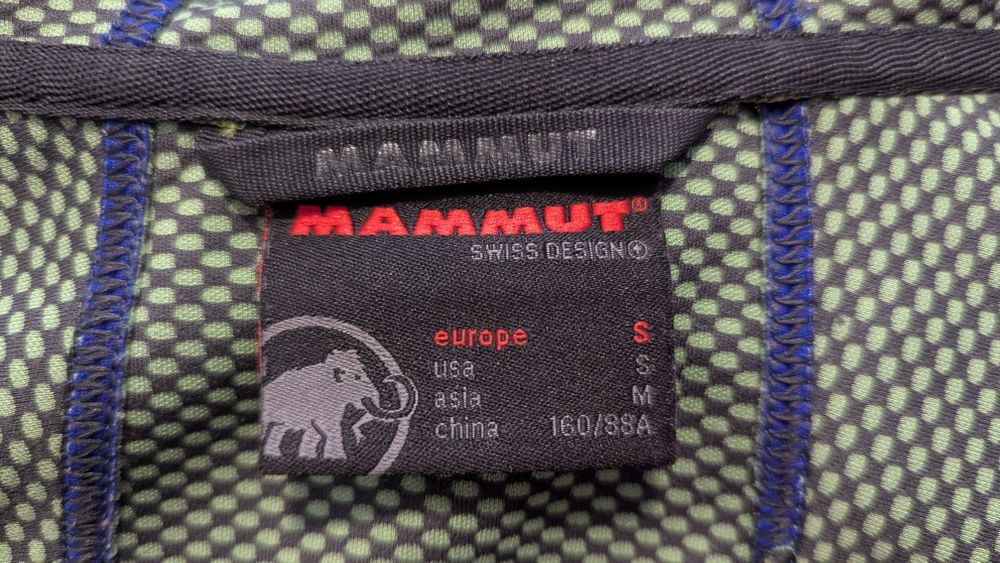 MAMMUT
MAMMUT®
SWISS DESIGN
europe S
usa S
asia M
china 160/88A